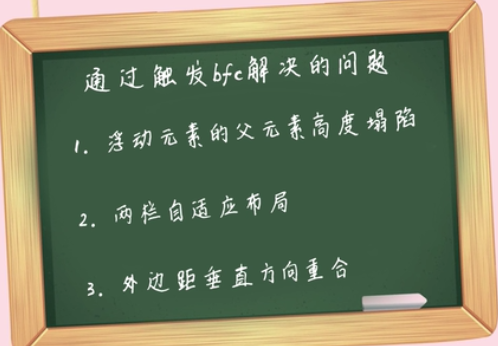 通过触发bfc解决的问题
1. 浮动元素的父元素高度塌陷
2. 两栏自适应布局
3. 外边距垂直方向重合